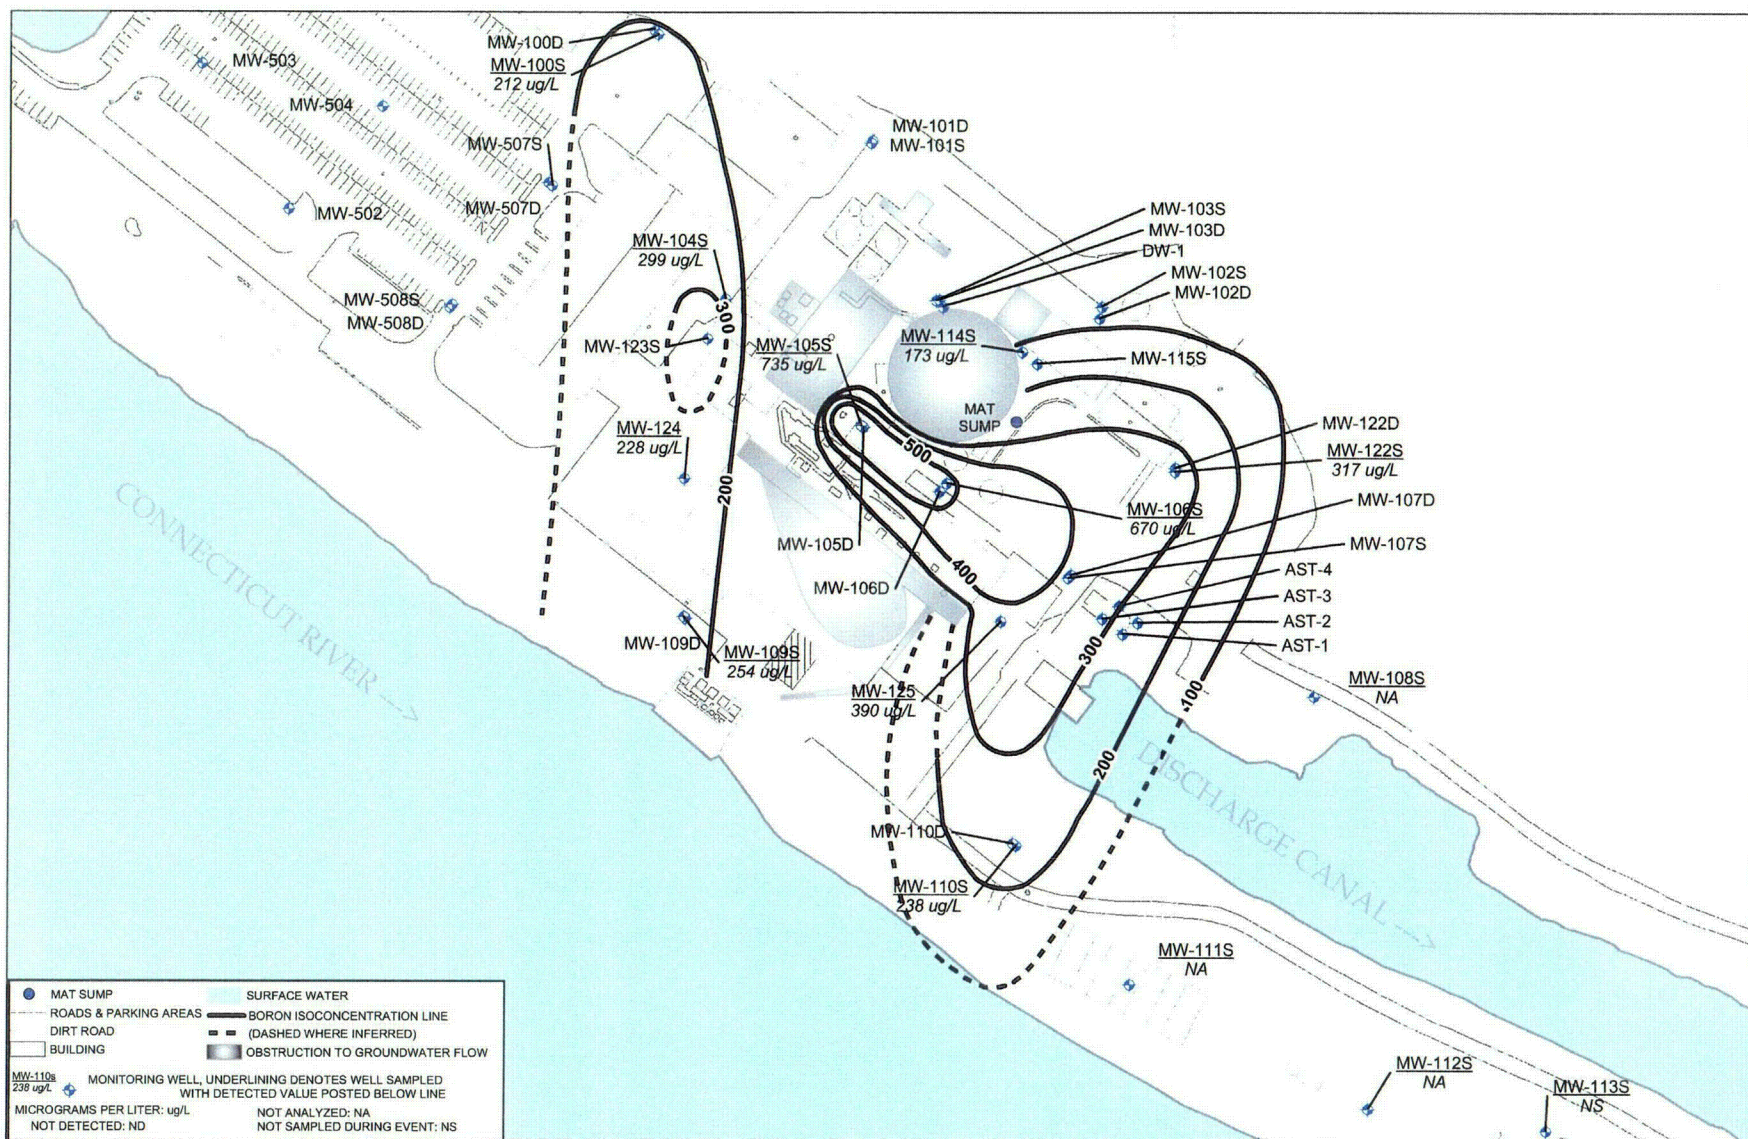 MW-100D
MW-100S
212 ug/L
MW-503
MW-504
MW-507S
MW-507D
MW-502
MW-101D
MW-101S
MW-103S
MW-103D
DW-1
MW-102S
MW-102D
MW-104S
299 ug/L
MW-508S
MW-508D
300
MW-123S
MW-105S
735 ug/L
MW-114S
173 ug/L
MW-115S
MAT
SUMP
MW-124
228 ug/L
500
MW-122D
MW-122S
317 ug/L
200
MW-107D
MW-106S
670 ug/L
MW-105D
MW-107S
400
MW-106D
AST-4
AST-3
AST-2
AST-1
CONNECTICUT RIVER --->
MW-109D
MW-109S
254 ug/L
300
MW-125
390 ug/L
100
MW-108S
NA
200
DISCHARGE CANAL --->
MW-110D
MW-110S
238 ug/L
MW-111S
NA
MW-112S
NA
MW-113S
NS
MAT SUMP
SURFACE WATER
ROADS & PARKING AREAS
BORON ISOCONCENTRATION LINE
DIRT ROAD
(DASHED WHERE INFERRED)
BUILDING
OBSTRUCTION TO GROUNDWATER FLOW
MW-110s
238 ug/L
MONITORING WELL, UNDERLINING DENOTES WELL SAMPLED
WITH DETECTED VALUE POSTED BELOW LINE
MICROGRAMS PER LITER: ug/L
NOT ANALYZED: NA
NOT DETECTED: ND
NOT SAMPLED DURING EVENT: NS